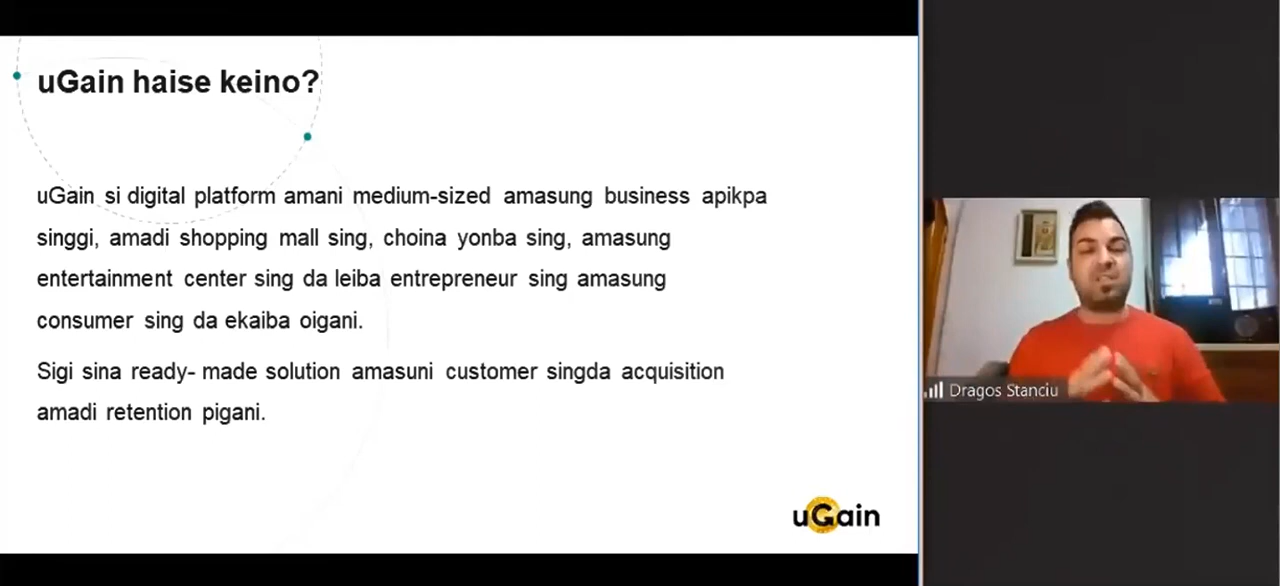 uGain haise keino?
uGain si digital platform amani medium-sized amasung business apikpa
singgi, amadi shopping mall sing, choina yonba sing, amasung
entertainment center sing da leiba entrepreneur sing amasung
consumer sing da ekaiba oigani.
Sigi sina ready- made solution amasuni customer singda acquisition
amadi retention pigani.
uGain
Dragos Stanciu